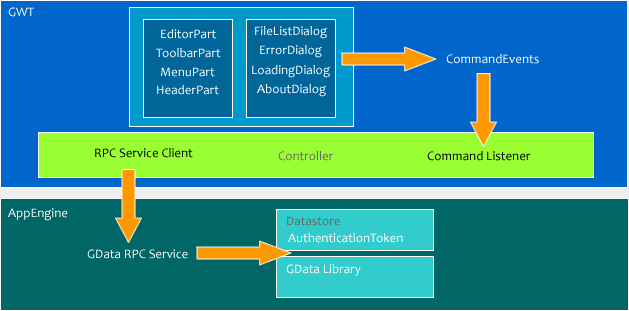 GWT
EditorPart
ToolbarPart
MenuPart
HeaderPart
FileListDialog
ErrorDialog
LoadingDialog
AboutDialog
CommandEvents
RPC Service Client
Controller
Command Listener
AppEngine
GData RPC Service
Datastore
AuthenticationToken
GData Library